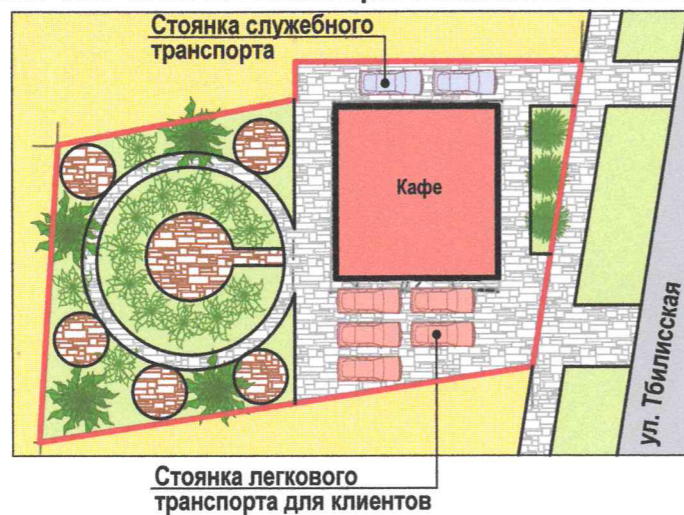 Стоянка служебного
транспорта
Кафе
ул. Тбилисская
Стоянка легкового
транспорта для клиентов